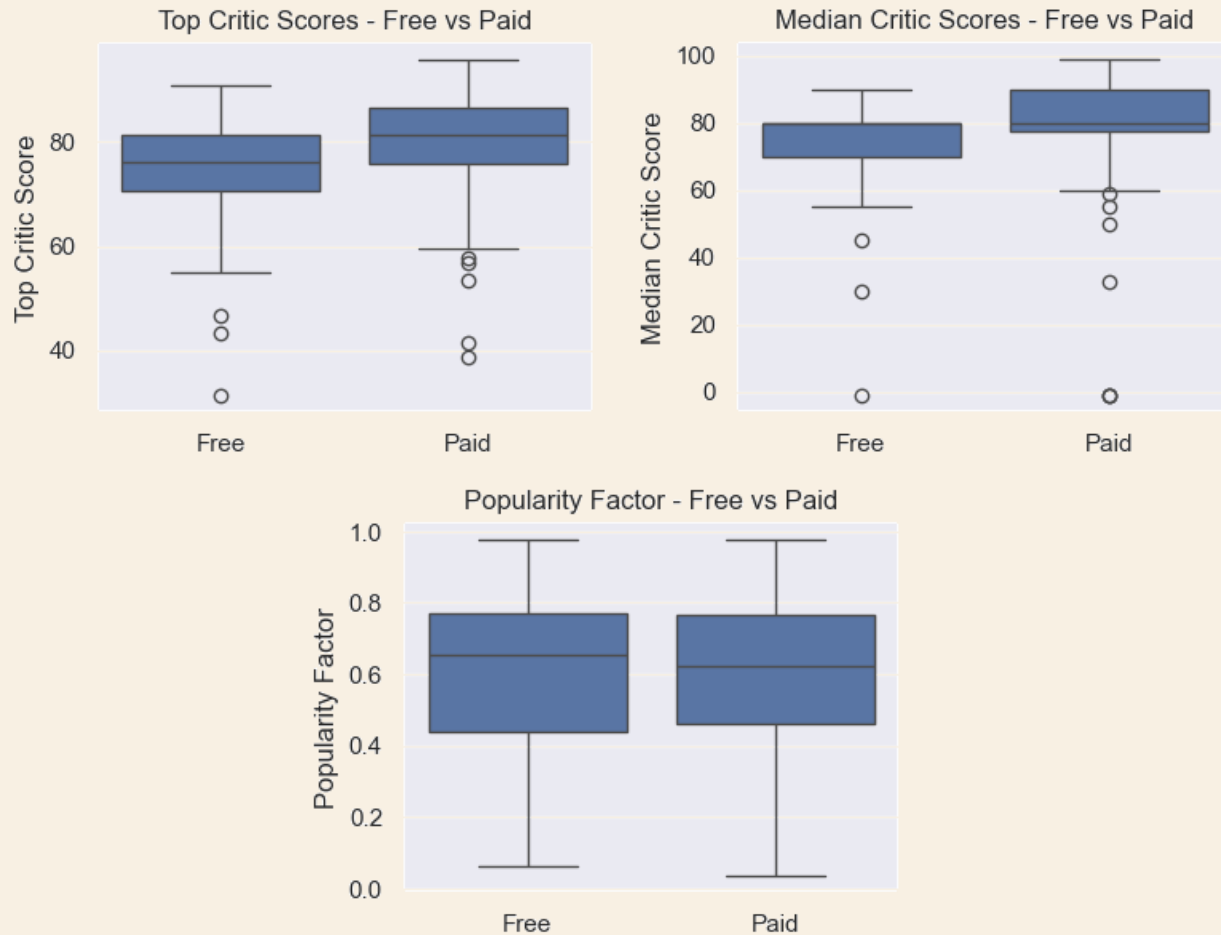 Top Critic Scores - Free vs Paid
Top Critic Score
80
60
40
Free Paid
Median Critic Scores - Free vs Paid
Median Critic Score
100
80
60
40
20
0
Free Paid
Popularity Factor - Free vs Paid
Popularity Factor
1.0
0.8
0.6
0.4
0.2
0.0
Free Paid